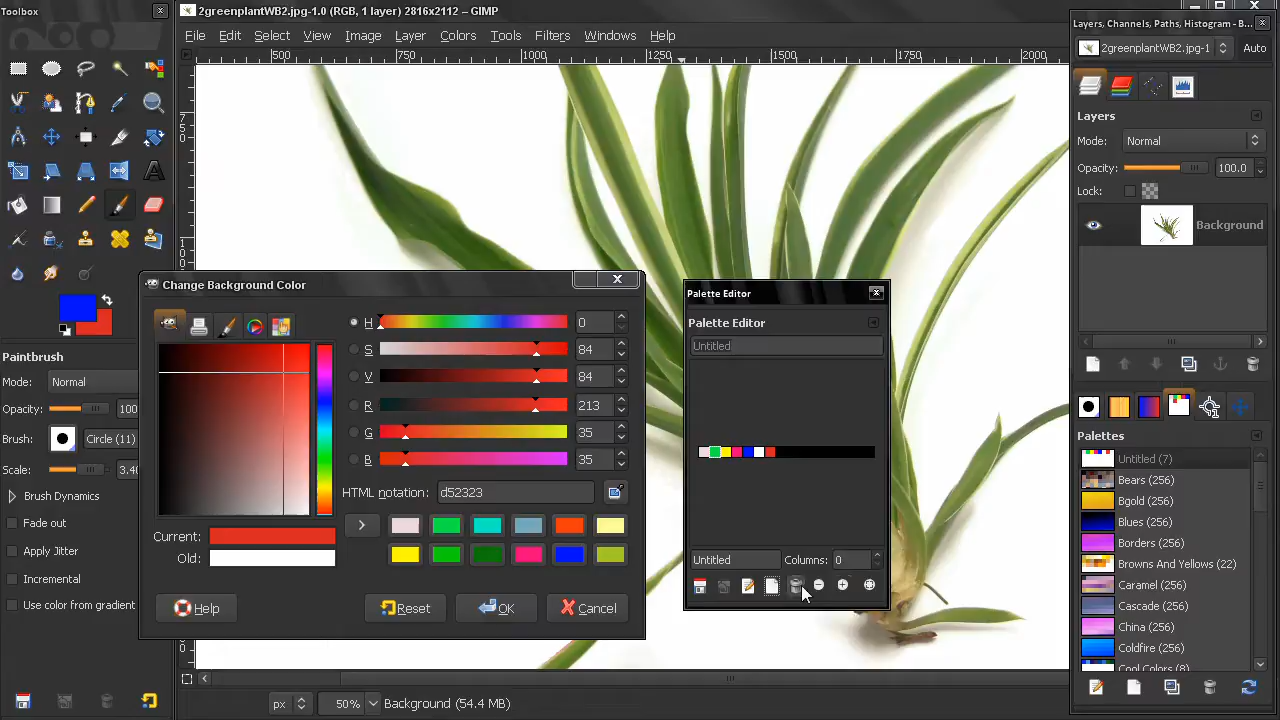 Toolbox
2greenplantWB2.jpg-1.0 (RGB, 1 layer) 2816x2112 – GIMP
File Edit Select View Image Layer Colors Tools Filters Windows Help
500
1000
1250
1500
1750
2000
Layers, Channels, Paths, Histogram - B...
2greenplantWB2.jpg-1
Auto
Layers
Mode: Normal
Opacity: 100.0
Lock:
Background
Paintbrush
Mode: Normal
Opacity: 100
Brush: Circle (11)
Scale: 3.40
Brush Dynamics
Fade out
Apply Jitter
Incremental
Use color from gradient
Change Background Color
H 0
S 84
V 84
R 213
G 35
B 35
HTML notation: d52323
Current:
Old:
Help
Reset
OK
Cancel
Palette Editor
Palette Editor
Untitled
Untitled
Columns: 0
Palettes
Untitled (7)
Bears (256)
Bgold (256)
Blues (256)
Borders (256)
Browns And Yellows (22)
Caramel (256)
Cascade (256)
China (256)
Coldfire (256)
Cool Colors (8)
px
50%
Background (54.4 MB)